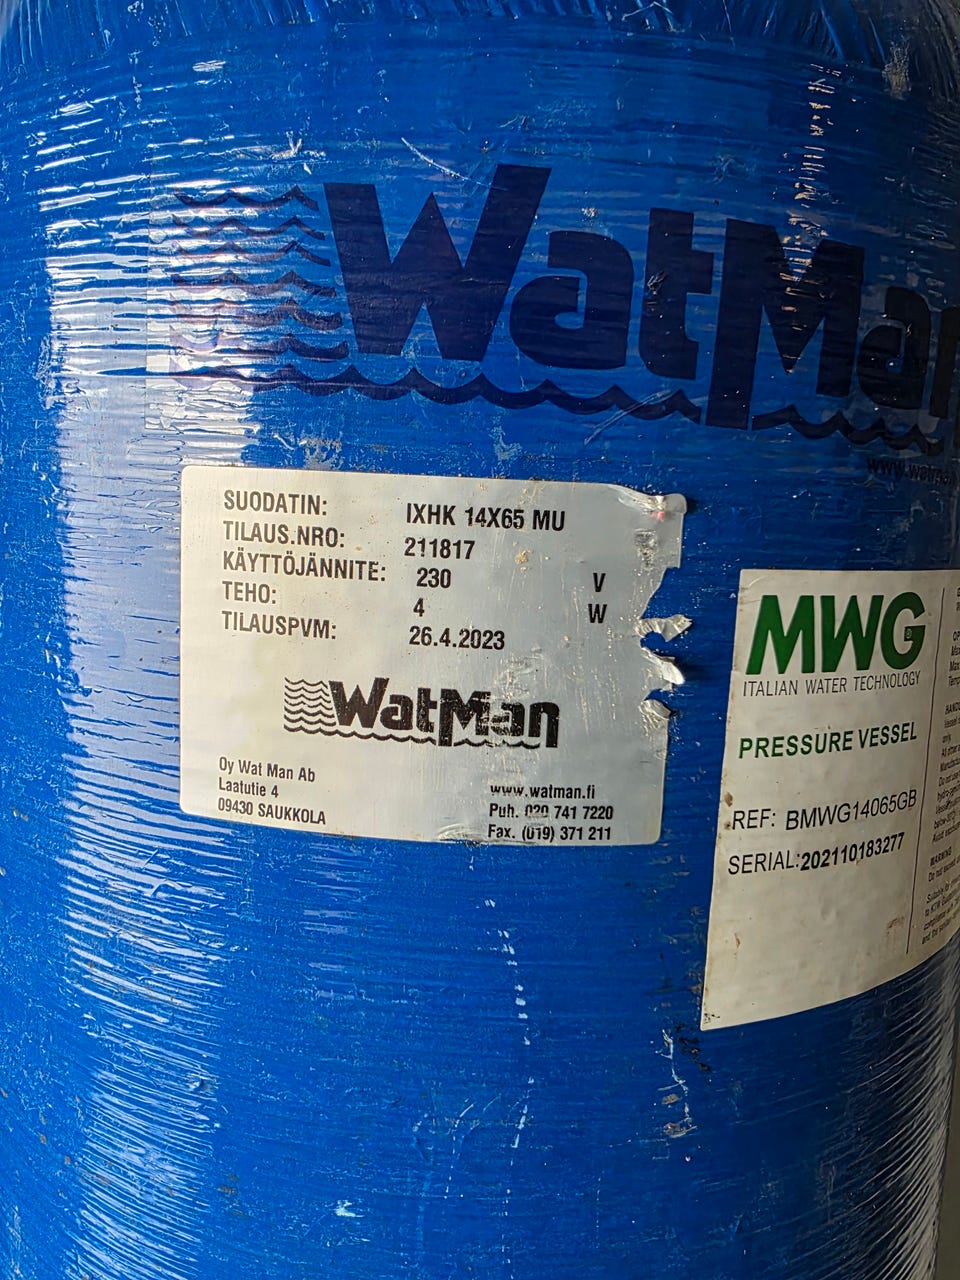 WatMan
SUODATIN: IXHK 14X65 MU
TILAUS.NRO: 211817
KÄYTTÖJÄNNITE: 230 V
TEHO: 4 W
TILAUSPVM: 26.4.2023
WatMan
Oy Wat Man Ab
Laatutie 4
09430 SAUKKOLA
www.watman.fi
Puh. 020 741 7220
Fax. (019) 371 211
MWG
ITALIAN WATER TECHNOLOGY
PRESSURE VESSEL
REF: BMWG14065GB
SERIAL:202110183277